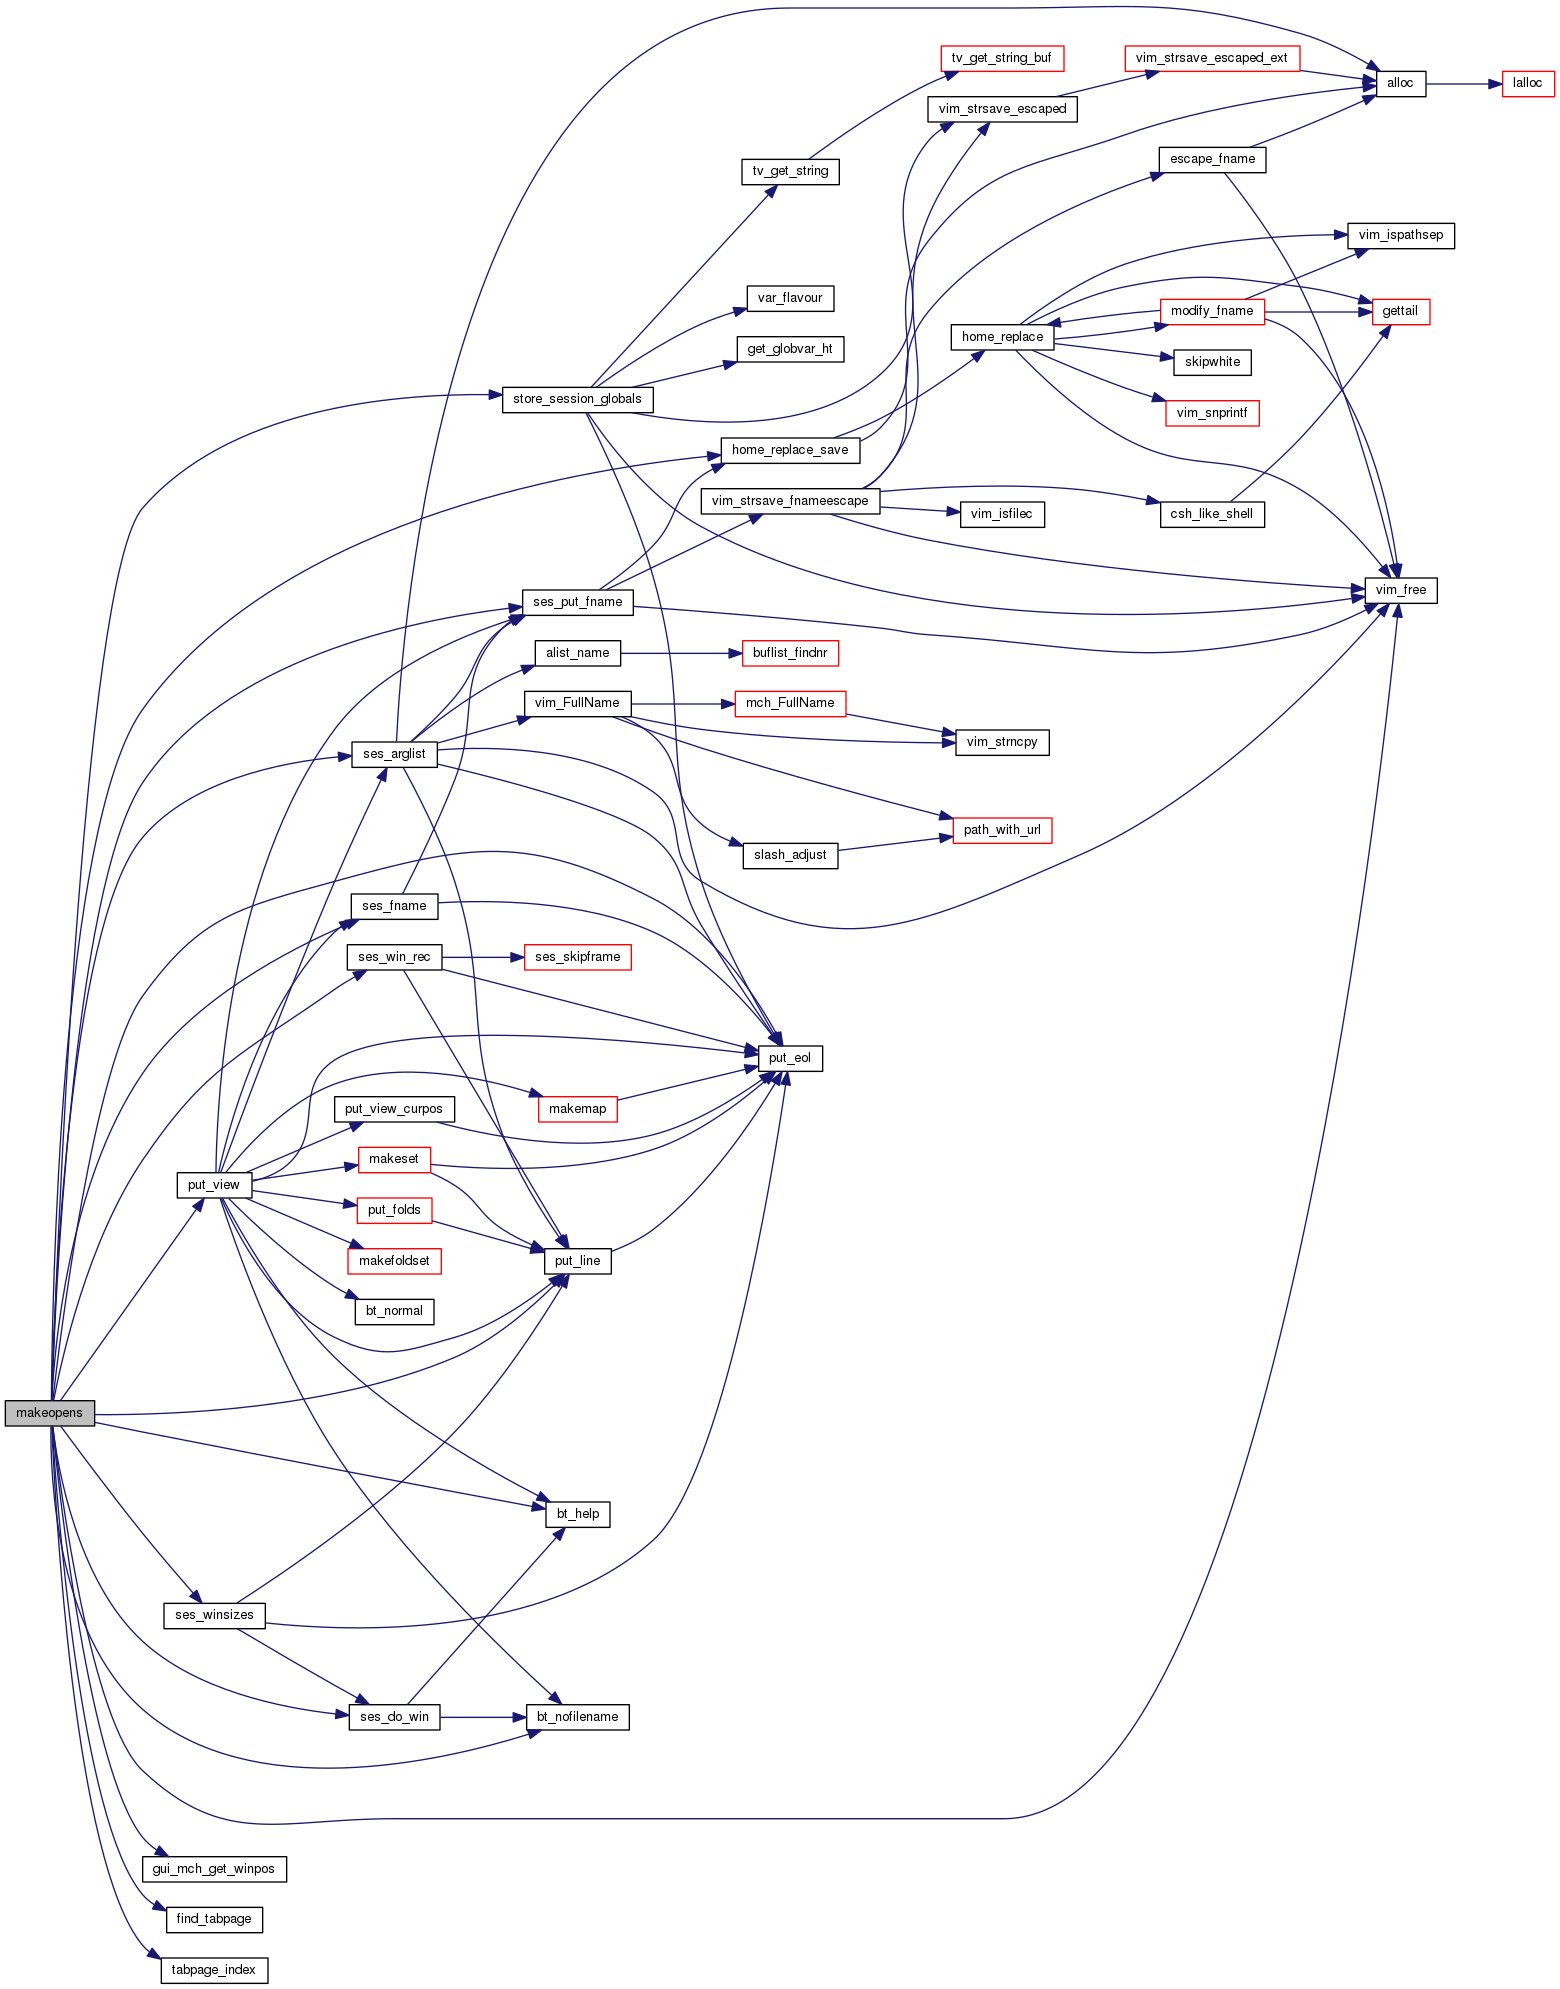 tv_get_string_buf
vim_strsave_escaped_ext
alloc
lalloc
vim_strsave_escaped
escape_fname
tv_get_string
vim_ispathsep
var_flavour
modify_fname
gettail
home_replace
get_globvar_ht
skipwhite
store_session_globals
vim_snprintf
home_replace_save
vim_strsave_fnameescape
vim_isfilec
csh_like_shell
vim_free
ses_put_fname
alist_name
buflist_findnr
vim_FullName
mch_FullName
vim_strncpy
ses_arglist
path_with_url
slash_adjust
ses_fname
ses_win_rec
ses_skipframe
put_eol
makemap
put_view_curpos
makeset
put_view
put_folds
makefoldset
put_line
bt_normal
makeopens
bt_help
ses_winsizes
ses_do_win
bt_nofilename
gui_mch_get_winpos
find_tabpage
tabpage_index